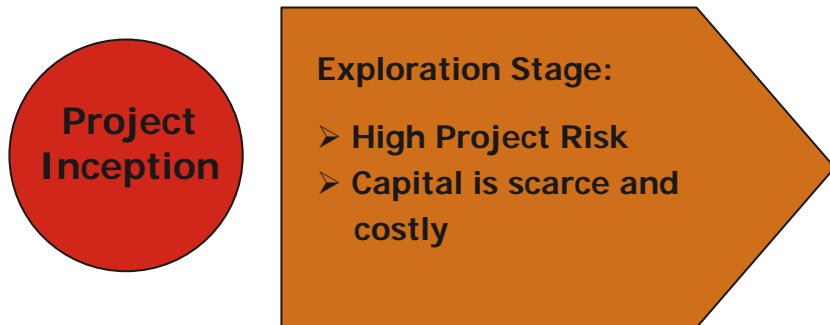 Project
Inception
Exploration Stage:
➢ High Project Risk
➢ Capital is scarce and
costly